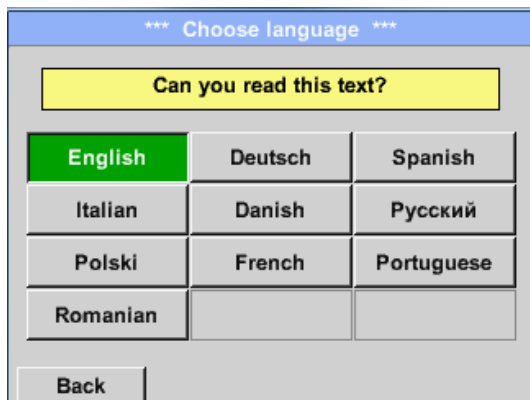 *** Choose language ***
Can you read this text?
English Deutsch Spanish
Italian Danish Русский
Polski French Portuguese
Romanian
Back